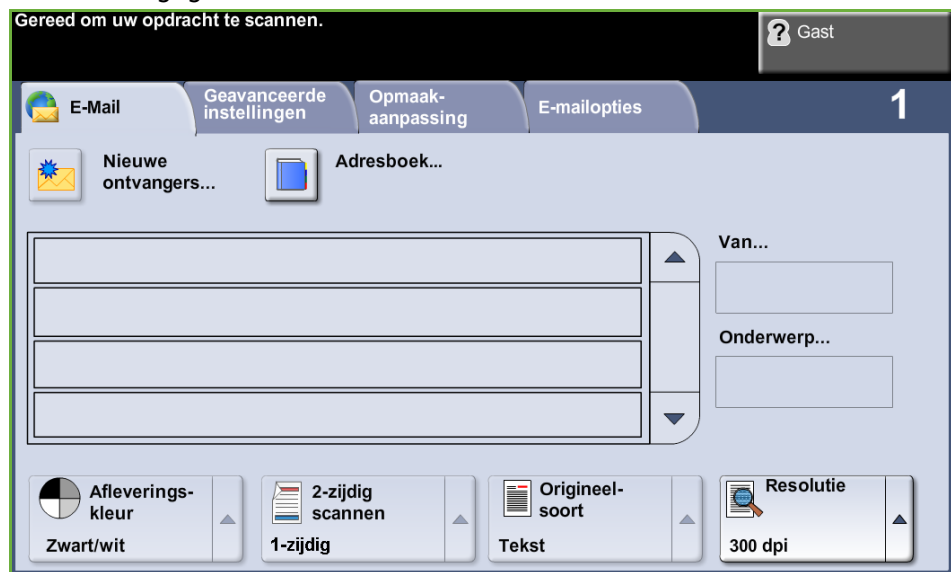 Gereed om uw opdracht te scannen.
? Gast
E-Mail
Geavanceerde
instellingen
Opmaak-
aanpassing
E-mailopties
1
Nieuwe
ontvangers...
Adresboek...
Van...
Onderwerp...
Afleverings-
kleur
Zwart/wit
2-zijdig
scannen
1-zijdig
Origineel-
soort
Tekst
Resolutie
300 dpi